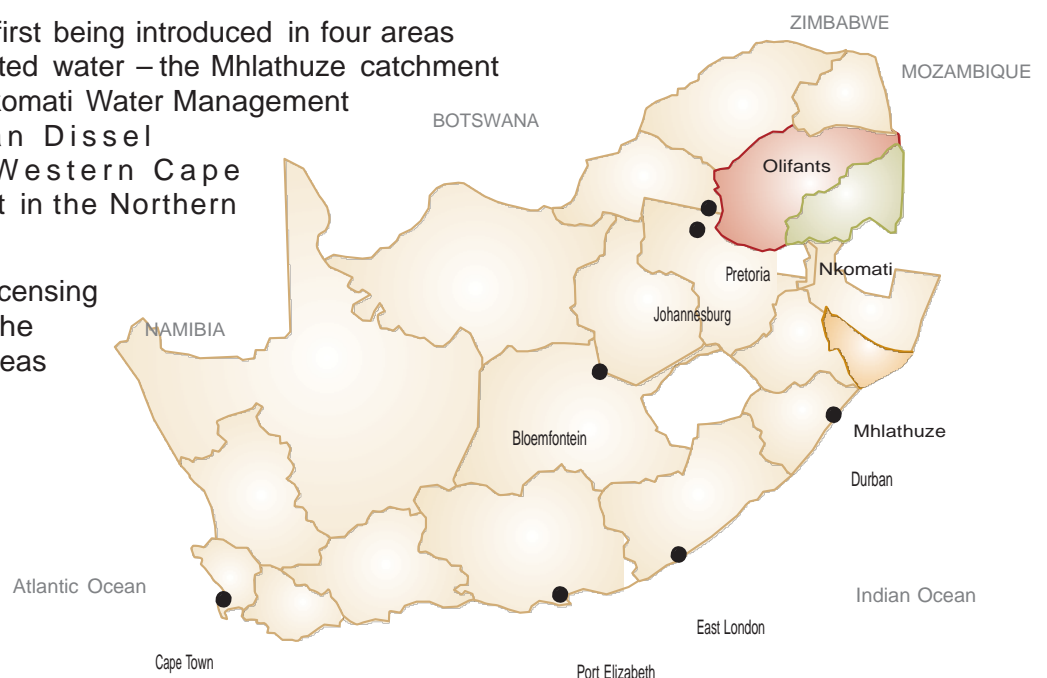 first being introduced in four areas
ted water – the Mhlathuze catchment
komati Water Management
n Dissel
Western Cape
t in the Northern
censing
he
eas
ZIMBABWE
MOZAMBIQUE
BOTSWANA
Olifants
Pretoria
Nkomati
Johannesburg
NAMIBIA
Bloemfontein
Mhlathuze
Durban
Atlantic Ocean
Indian Ocean
East London
Cape Town
Port Elizabeth